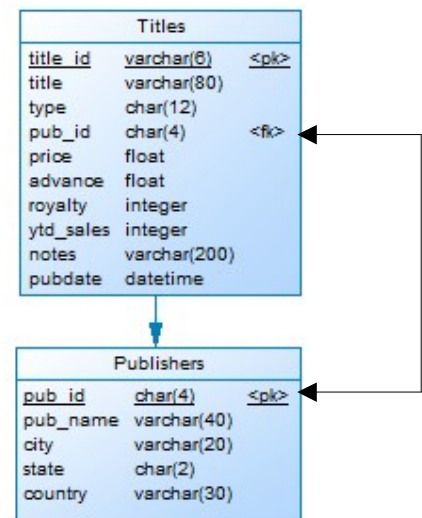 Titles
title_id varchar(6) <pk>
title varchar(80)
type char(12)
pub_id char(4) <fk>
price float
advance float
royalty integer
ytd_sales integer
notes varchar(200)
pubdate datetime
Publishers
pub_id char(4) <pk>
pub_name varchar(40)
city varchar(20)
state char(2)
country varchar(30)